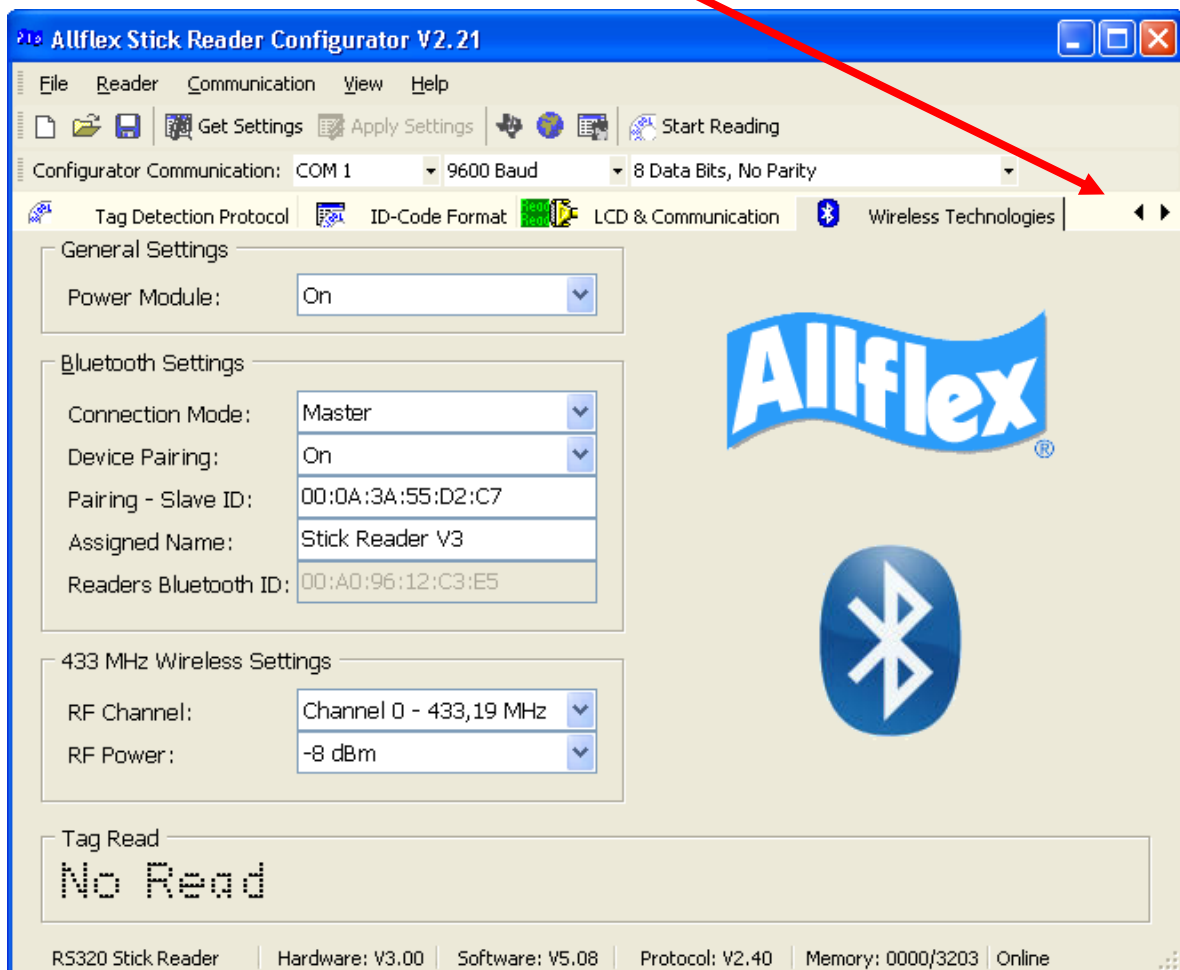 Allflex Stick Reader Configurator V2.21
File Reader Communication View Help
Get Settings Apply Settings Start Reading
Configurator Communication: COM 1 9600 Baud 8 Data Bits, No Parity
Tag Detection Protocol ID-Code Format LCD & Communication Wireless Technologies
General Settings
Power Module: On
Bluetooth Settings
Connection Mode: Master
Device Pairing: On
Pairing - Slave ID: 00:0A:3A:55:D2:C7
Assigned Name: Stick Reader V3
Readers Bluetooth ID: 00:A0:96:12:C3:E5
Allflex ®
433 MHz Wireless Settings
RF Channel: Channel 0 - 433,19 MHz
RF Power: -8 dBm
Tag Read
No Read
RS320 Stick Reader Hardware: V3.00 Software: V5.08 Protocol: V2.40 Memory: 0000/3203 Online